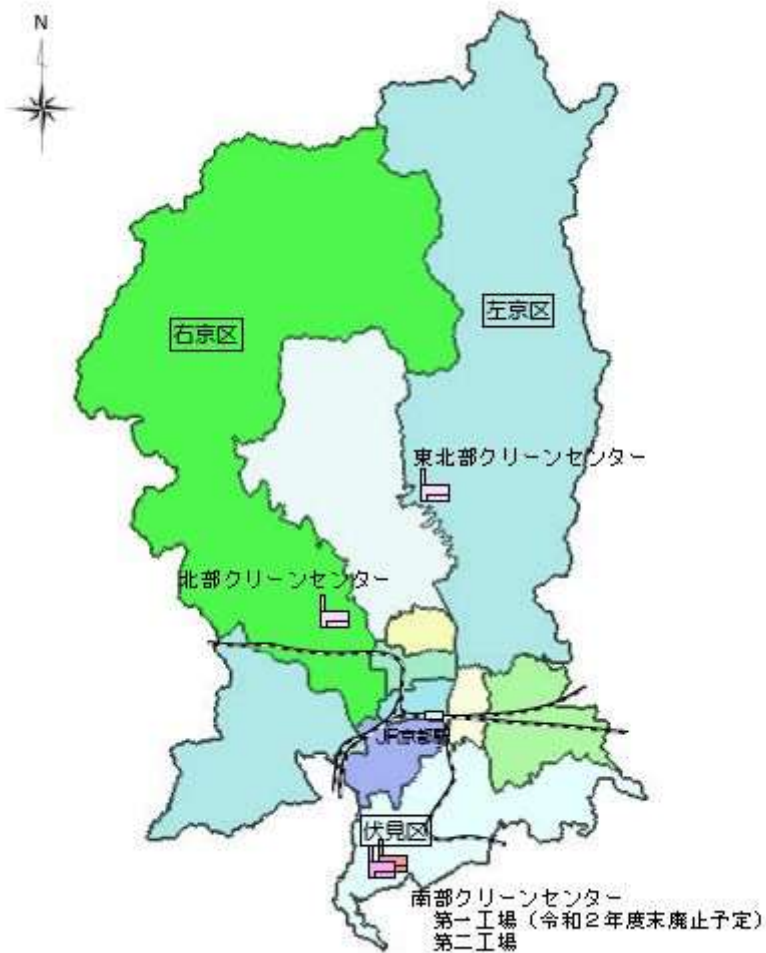 N
右京区
左京区
東北部クリーンセンター
北部クリーンセンター
JR京都駅
伏見区
南部クリーンセンター
第一工場(令和2年度末廃止予定)
第二工場